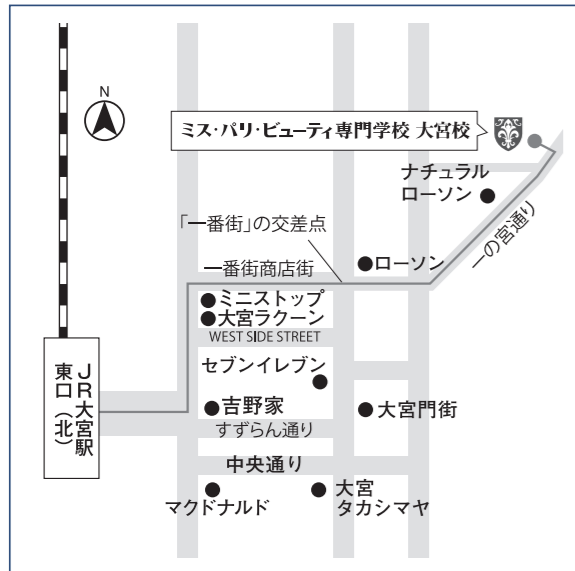 N
ミス・パリ・ビューティ専門学校 大宮校
ナチュラル
ローソン
一の宮通り
「一番街」の交差点
ローソン
一番街商店街
ミニストップ
大宮ラクーン
WEST SIDE STREET
セブンイレブン
JR大宮駅
東口(北)
吉野家
大宮門街
すずらん通り
中央通り
マクドナルド
大宮
タカシマヤ